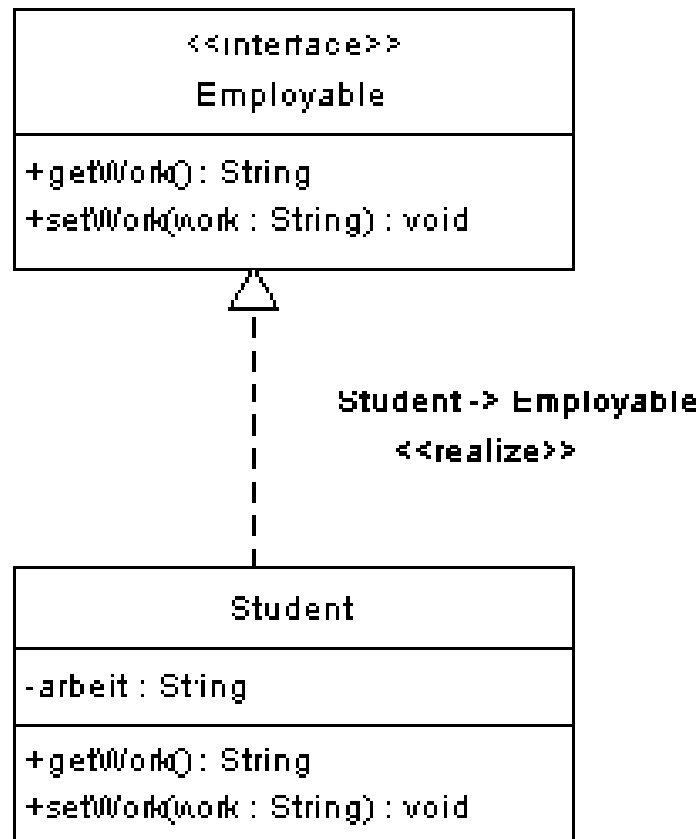 <<interface>>
Employable
+getWork() : String
+setWork(work : String) : void
Student -> Employable
<<realize>>
Student
-arbeit : String
+getWork() : String
+setWork(work : String) : void